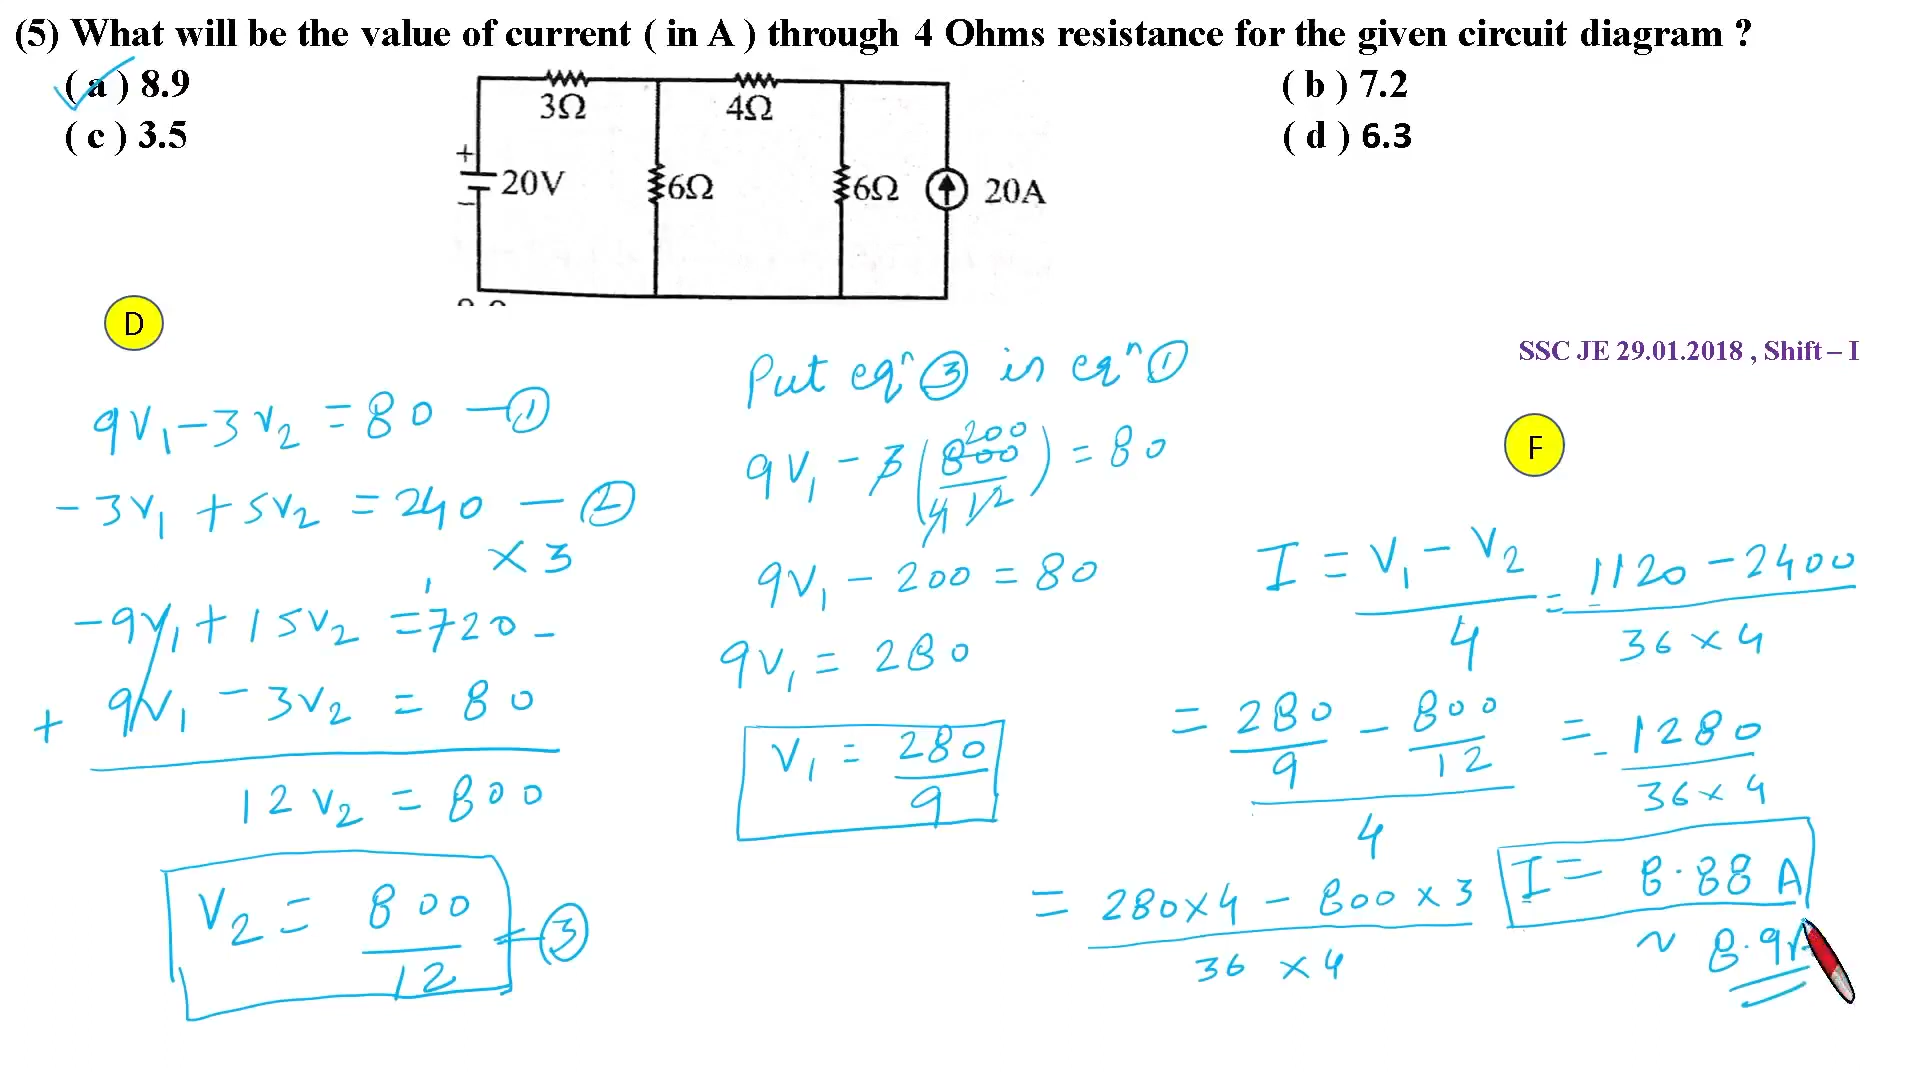 (5) What will be the value of current ( in A ) through 4 Ohms resistance for the given circuit diagram ?
( a ) 8.9
( b ) 7.2
( c ) 3.5
( d ) 6.3
3Ω
4Ω
+
20V
-
6Ω
6Ω
20A
D
SSC JE 29.01.2018 , Shift – I
F
9V₁ - 3V₂ = 80 - ①
-3V₁ + 5V₂ = 240 - ②
× 3
-9V₁ + 15V₂ = 720 -
+ 9V₁ - 3V₂ = 80
12V₂ = 800
V₂ = 800/12 - ③
Put eqⁿ ③ in eqⁿ ①
9V₁ - 3(200 800/4 12) = 80
9V₁ - 200 = 80
9V₁ = 280
V₁ = 280/9
I = V₁ - V₂/4 = 1120 - 2400/36 × 4
= 280/9 - 800/12/4
= 280×4 - 800×3/36 × 4
= - 1280/36 × 4
I = 8.88 A
~ 8.9A